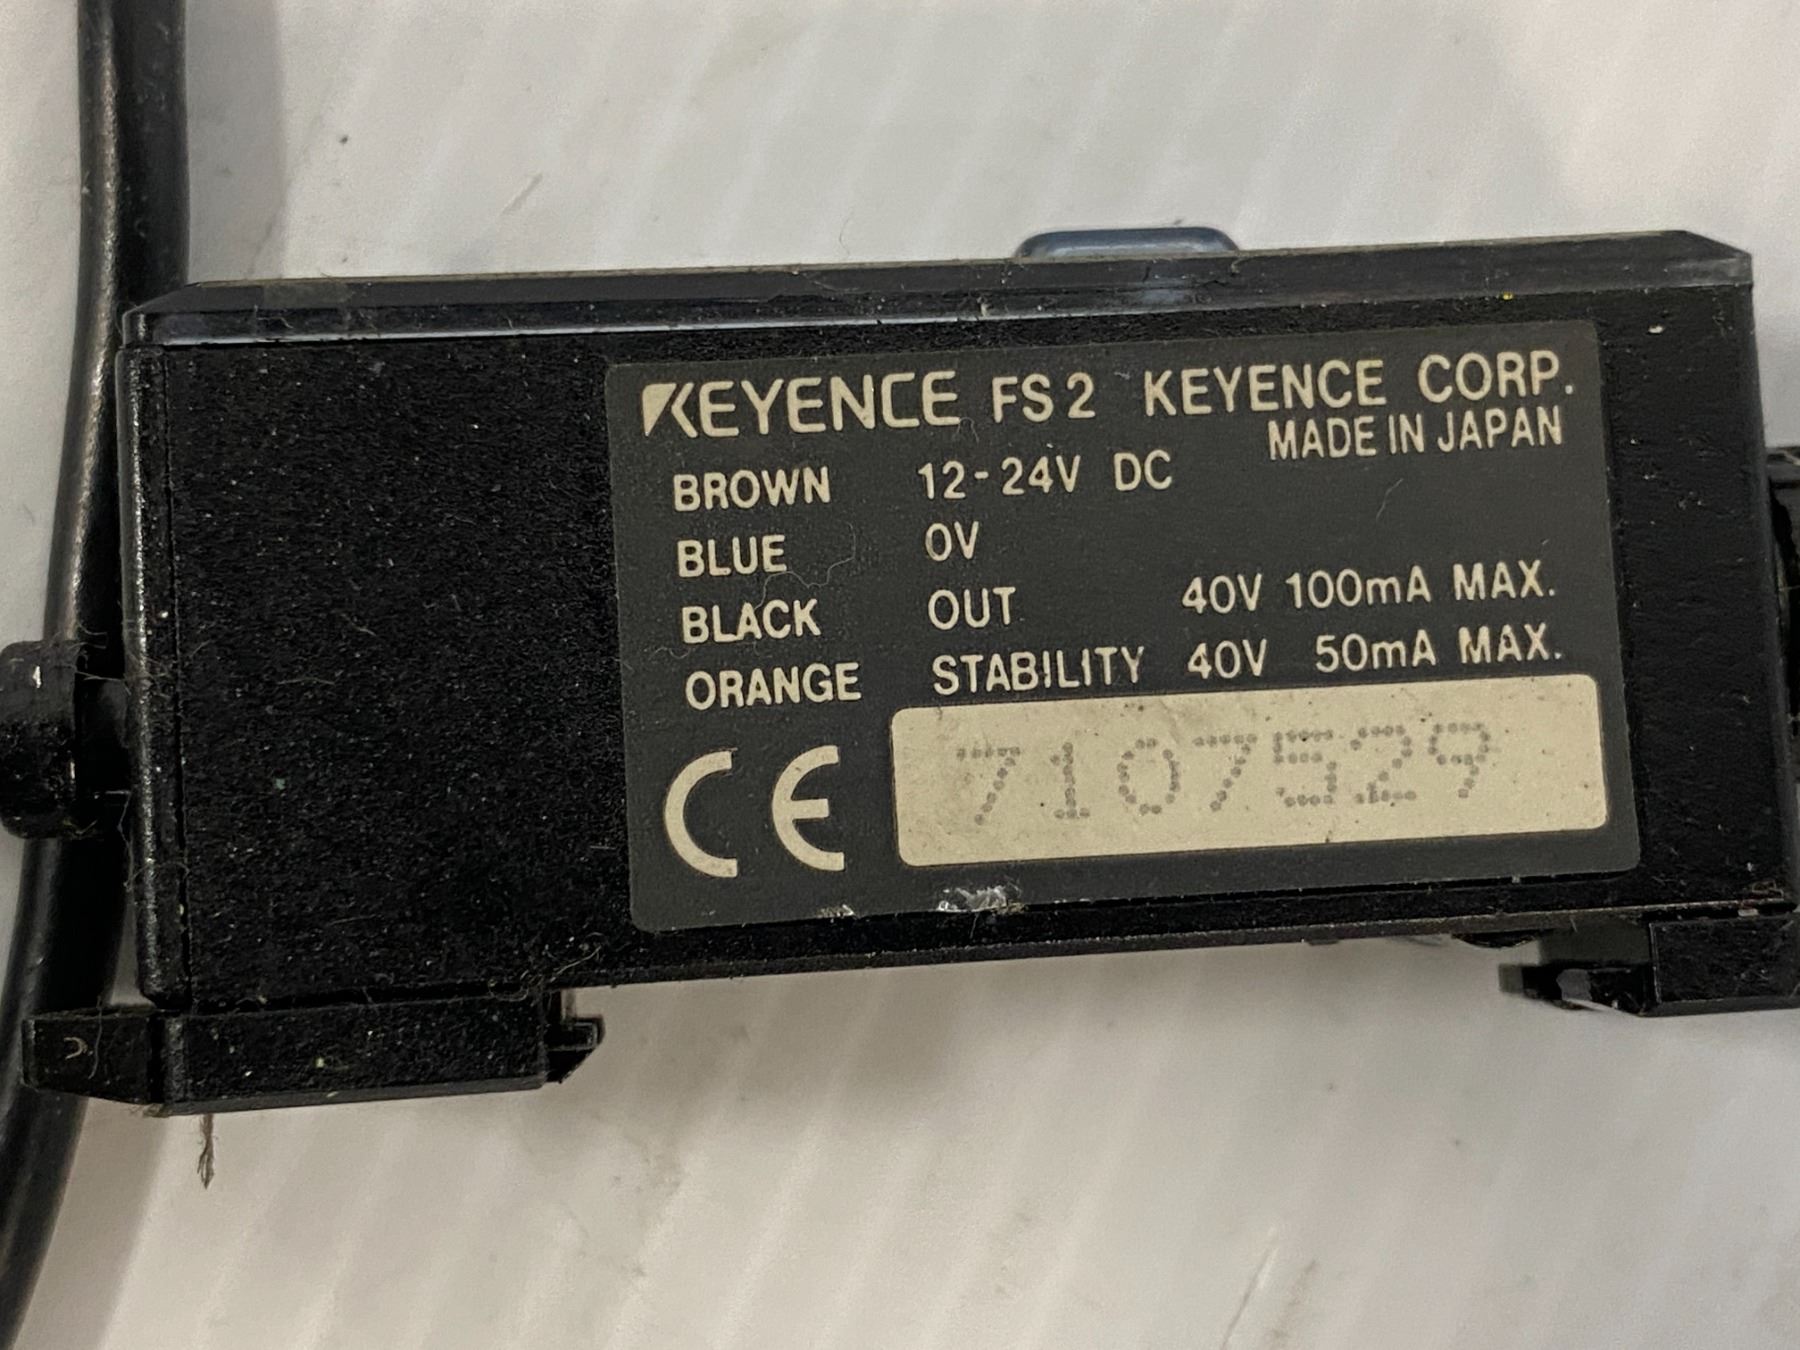 KEYENCE FS2 KEYENCE CORP.
MADE IN JAPAN
BROWN 12-24V DC
BLUE 0V
BLACK OUT 40V 100mA MAX.
ORANGE STABILITY 40V 50mA MAX.
CE 7107529